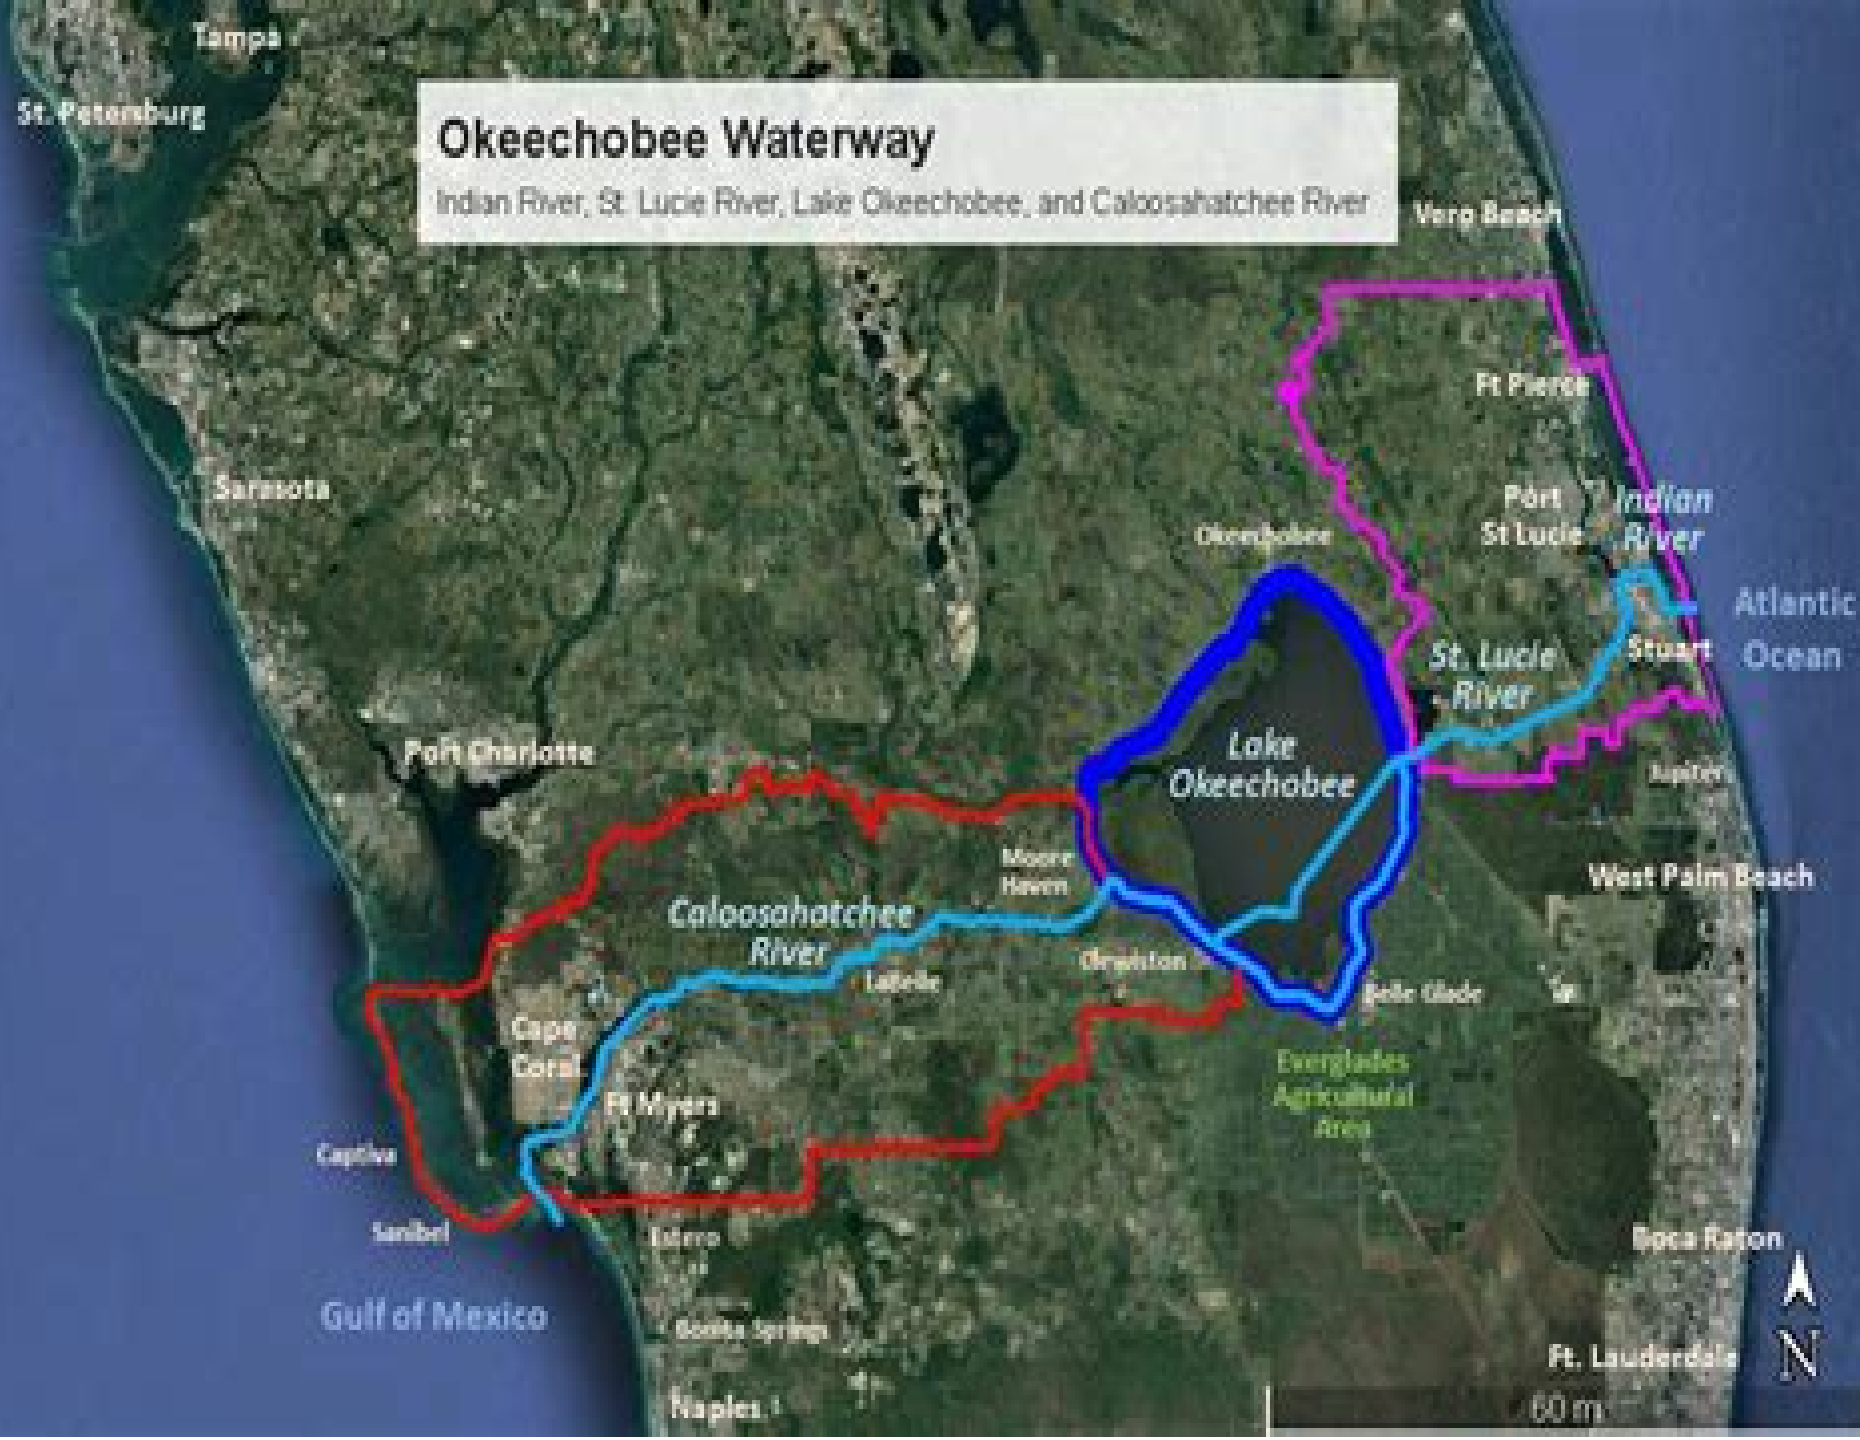 Tampa
St. Petersburg
Okeechobee Waterway
Indian River, St. Lucie River, Lake Okeechobee, and Caloosahatchee River
Vero Beach
Ft Pierce
Sarasota
Port
St Lucie
Indian
River
Okeechobee
Atlantic
Ocean
St. Lucie
River
Stuart
Port Charlotte
Lake
Okeechobee
Jupiter
Moore
Haven
West Palm Beach
Caloosahatchee
River
Clewiston
LaBelle
Belle Glade
Cape
Coral
Everglades
Agricultural
Area
Ft Myers
Captiva
Sanibel
Estero
Boca Raton
Gulf of Mexico
Bonita Springs
Ft. Lauderdale
N
Naples
60 m